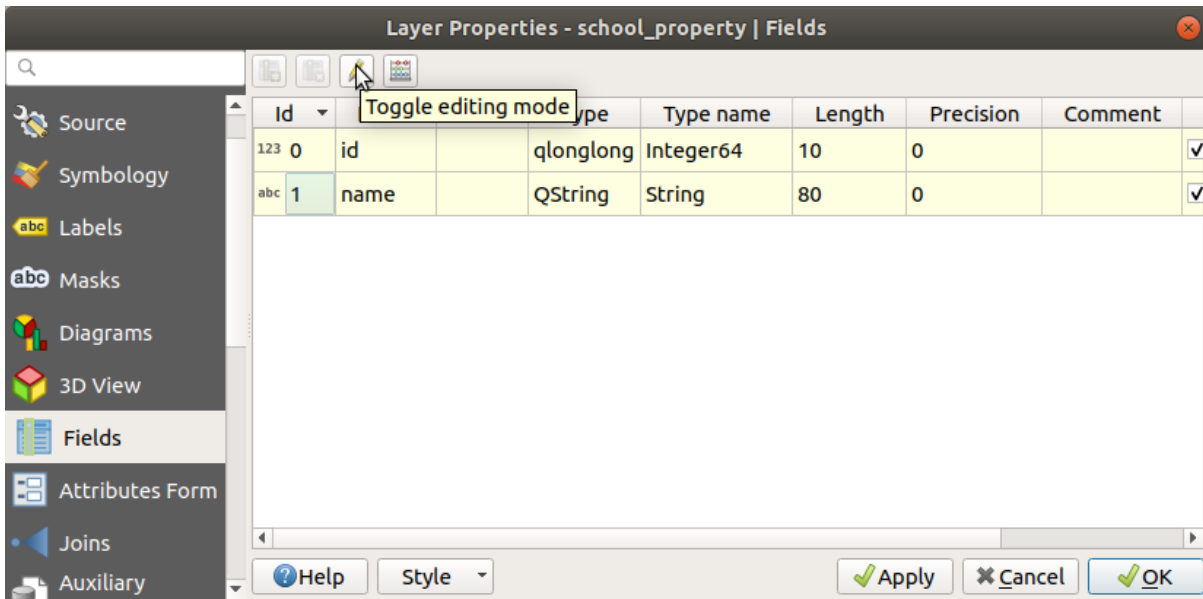 Layer Properties - school_property | Fields
Source
Symbology
abc Labels
abc Masks
Diagrams
3D View
Fields
Attributes Form
Joins
Auxiliary
Toggle editing mode
Id Type name Length Precision Comment
123 0 id qlonglong Integer64 10 0
abc 1 name QString String 80 0
Help Style Apply Cancel OK